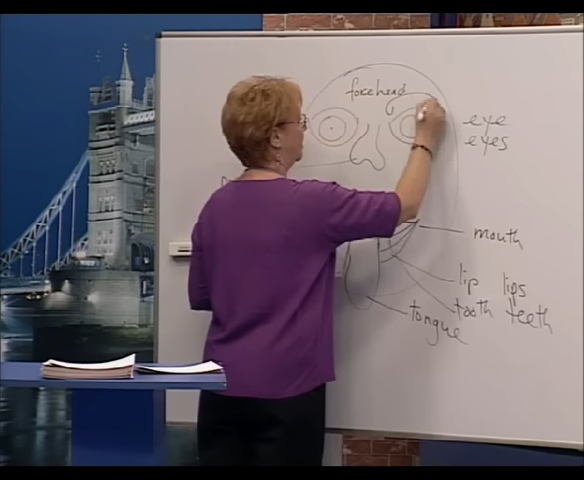 forehead
eye
eyes
mouth
lip lips
tooth teeth
tongue